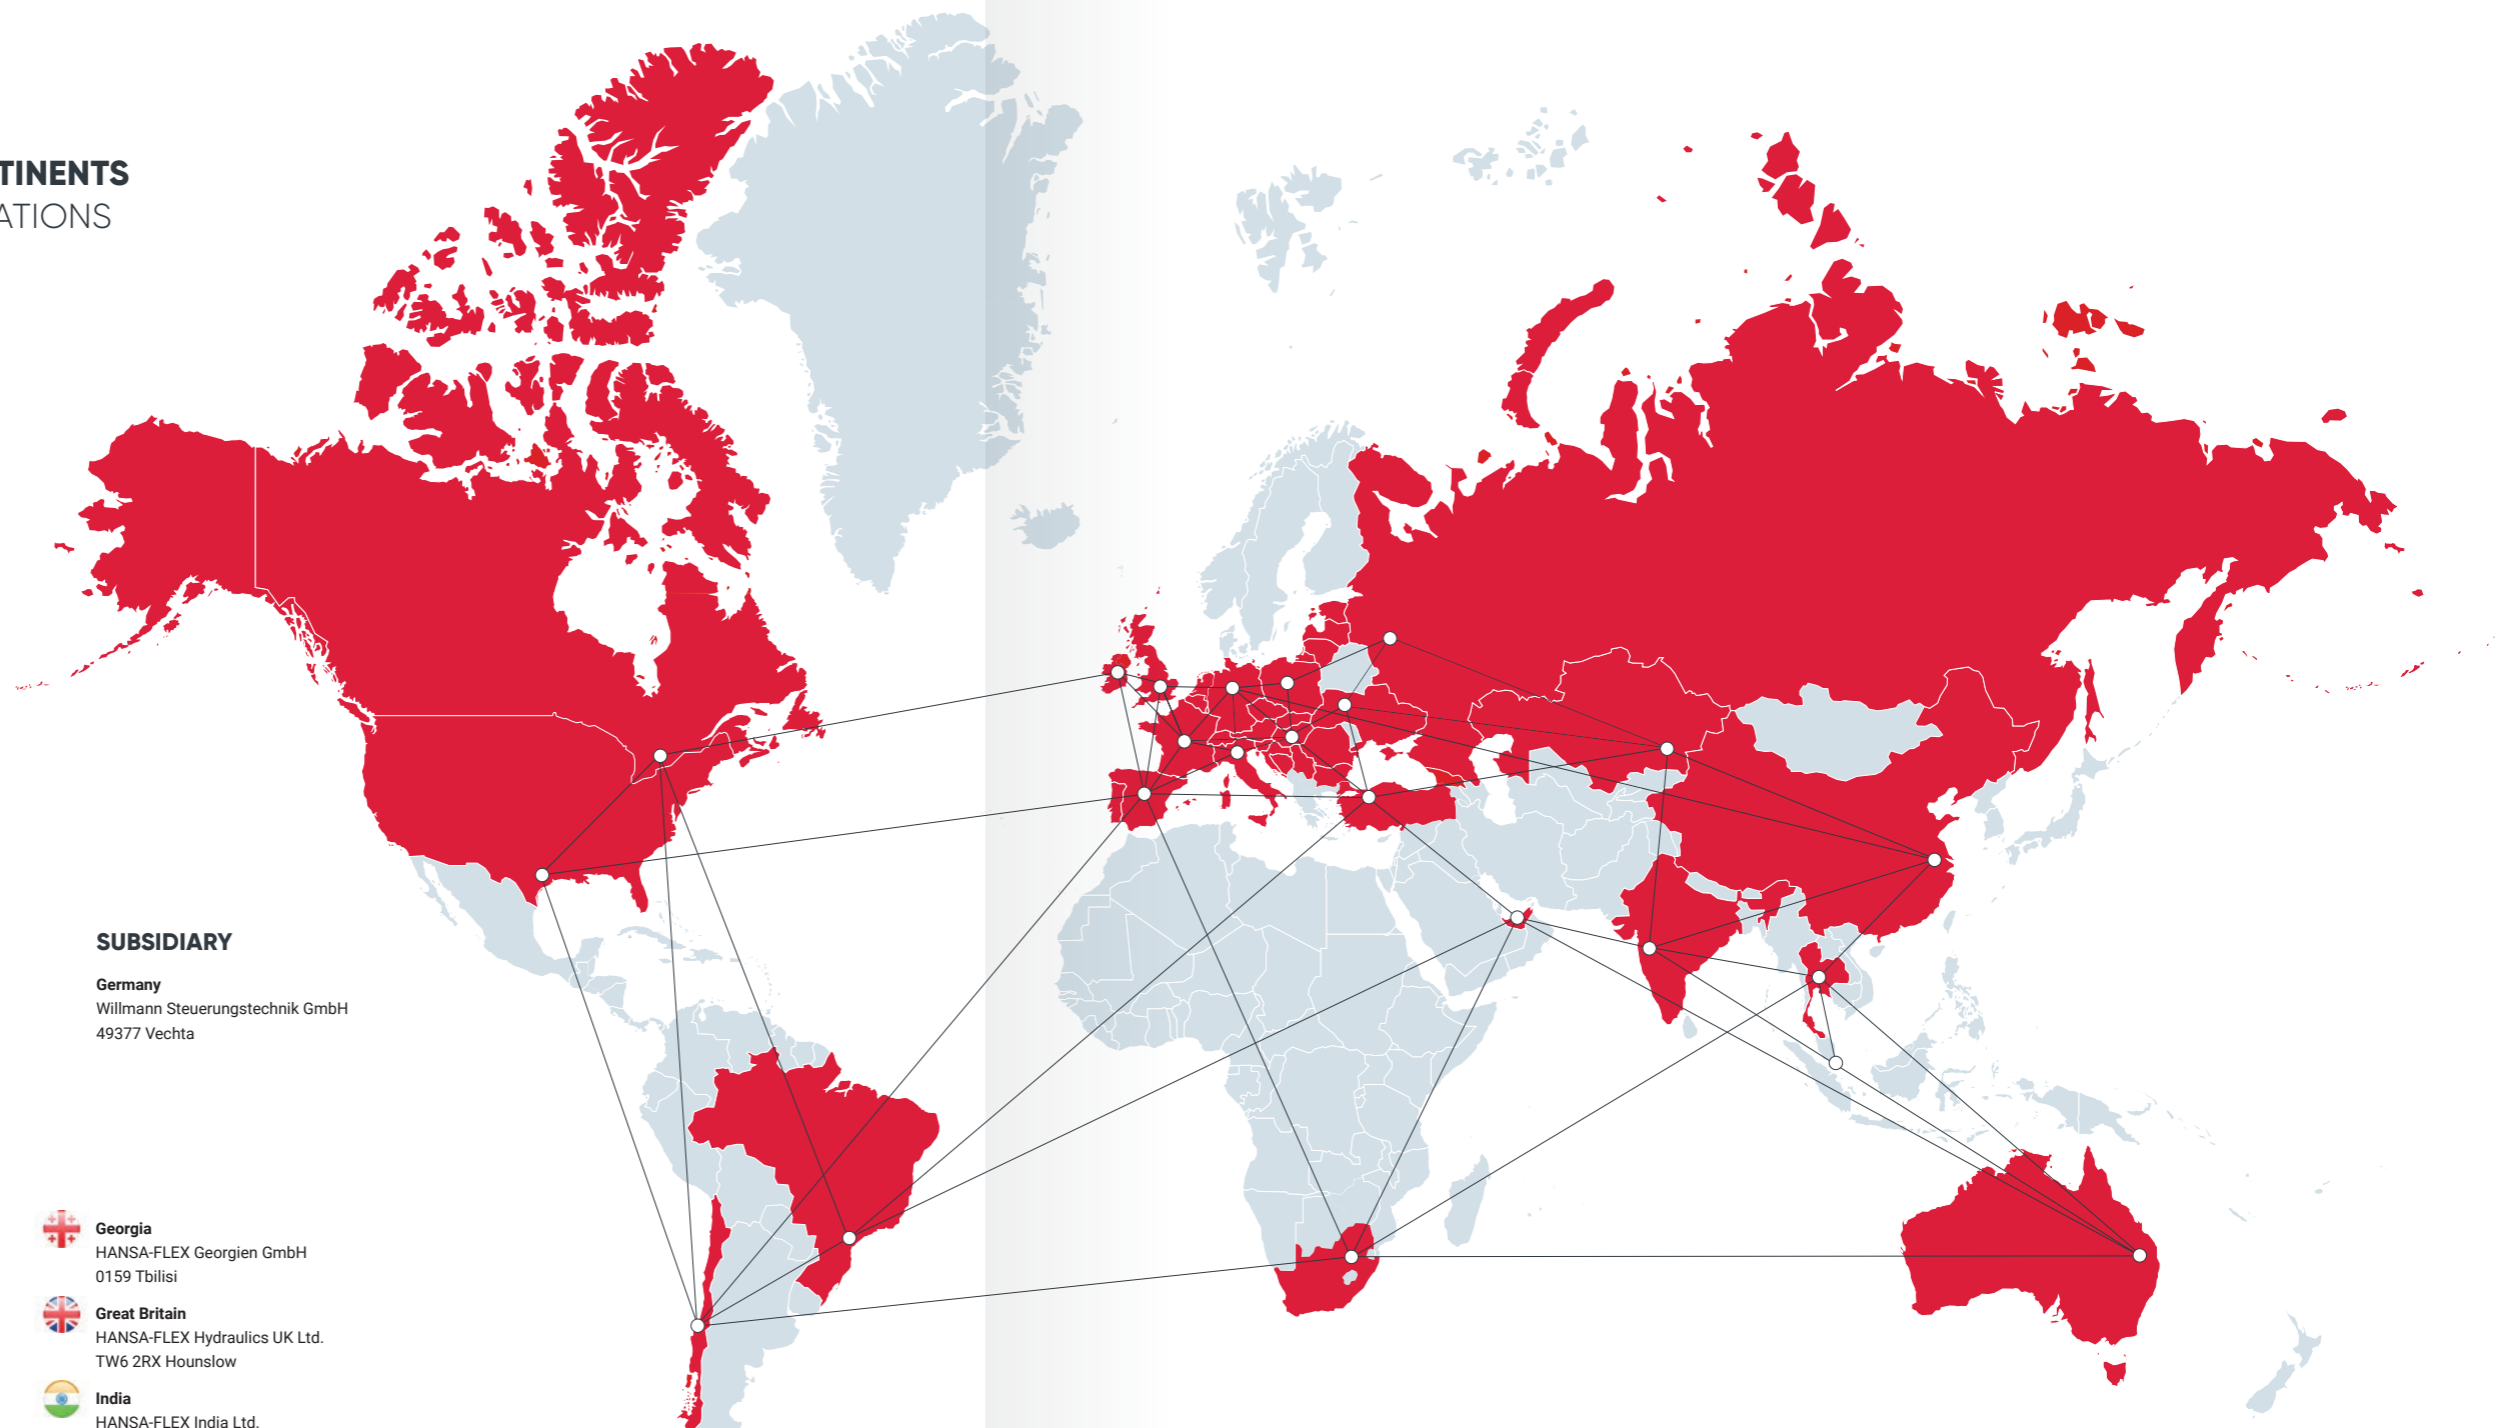 TINENTS
ATIONS
SUBSIDIARY
Germany
Willmann Steuerungstechnik GmbH
49377 Vechta
Georgia
HANSA-FLEX Georgien GmbH
0159 Tbilisi
Great Britain
HANSA-FLEX Hydraulics UK Ltd.
TW6 2RX Hounslow
India
HANSA-FLEX India Ltd.